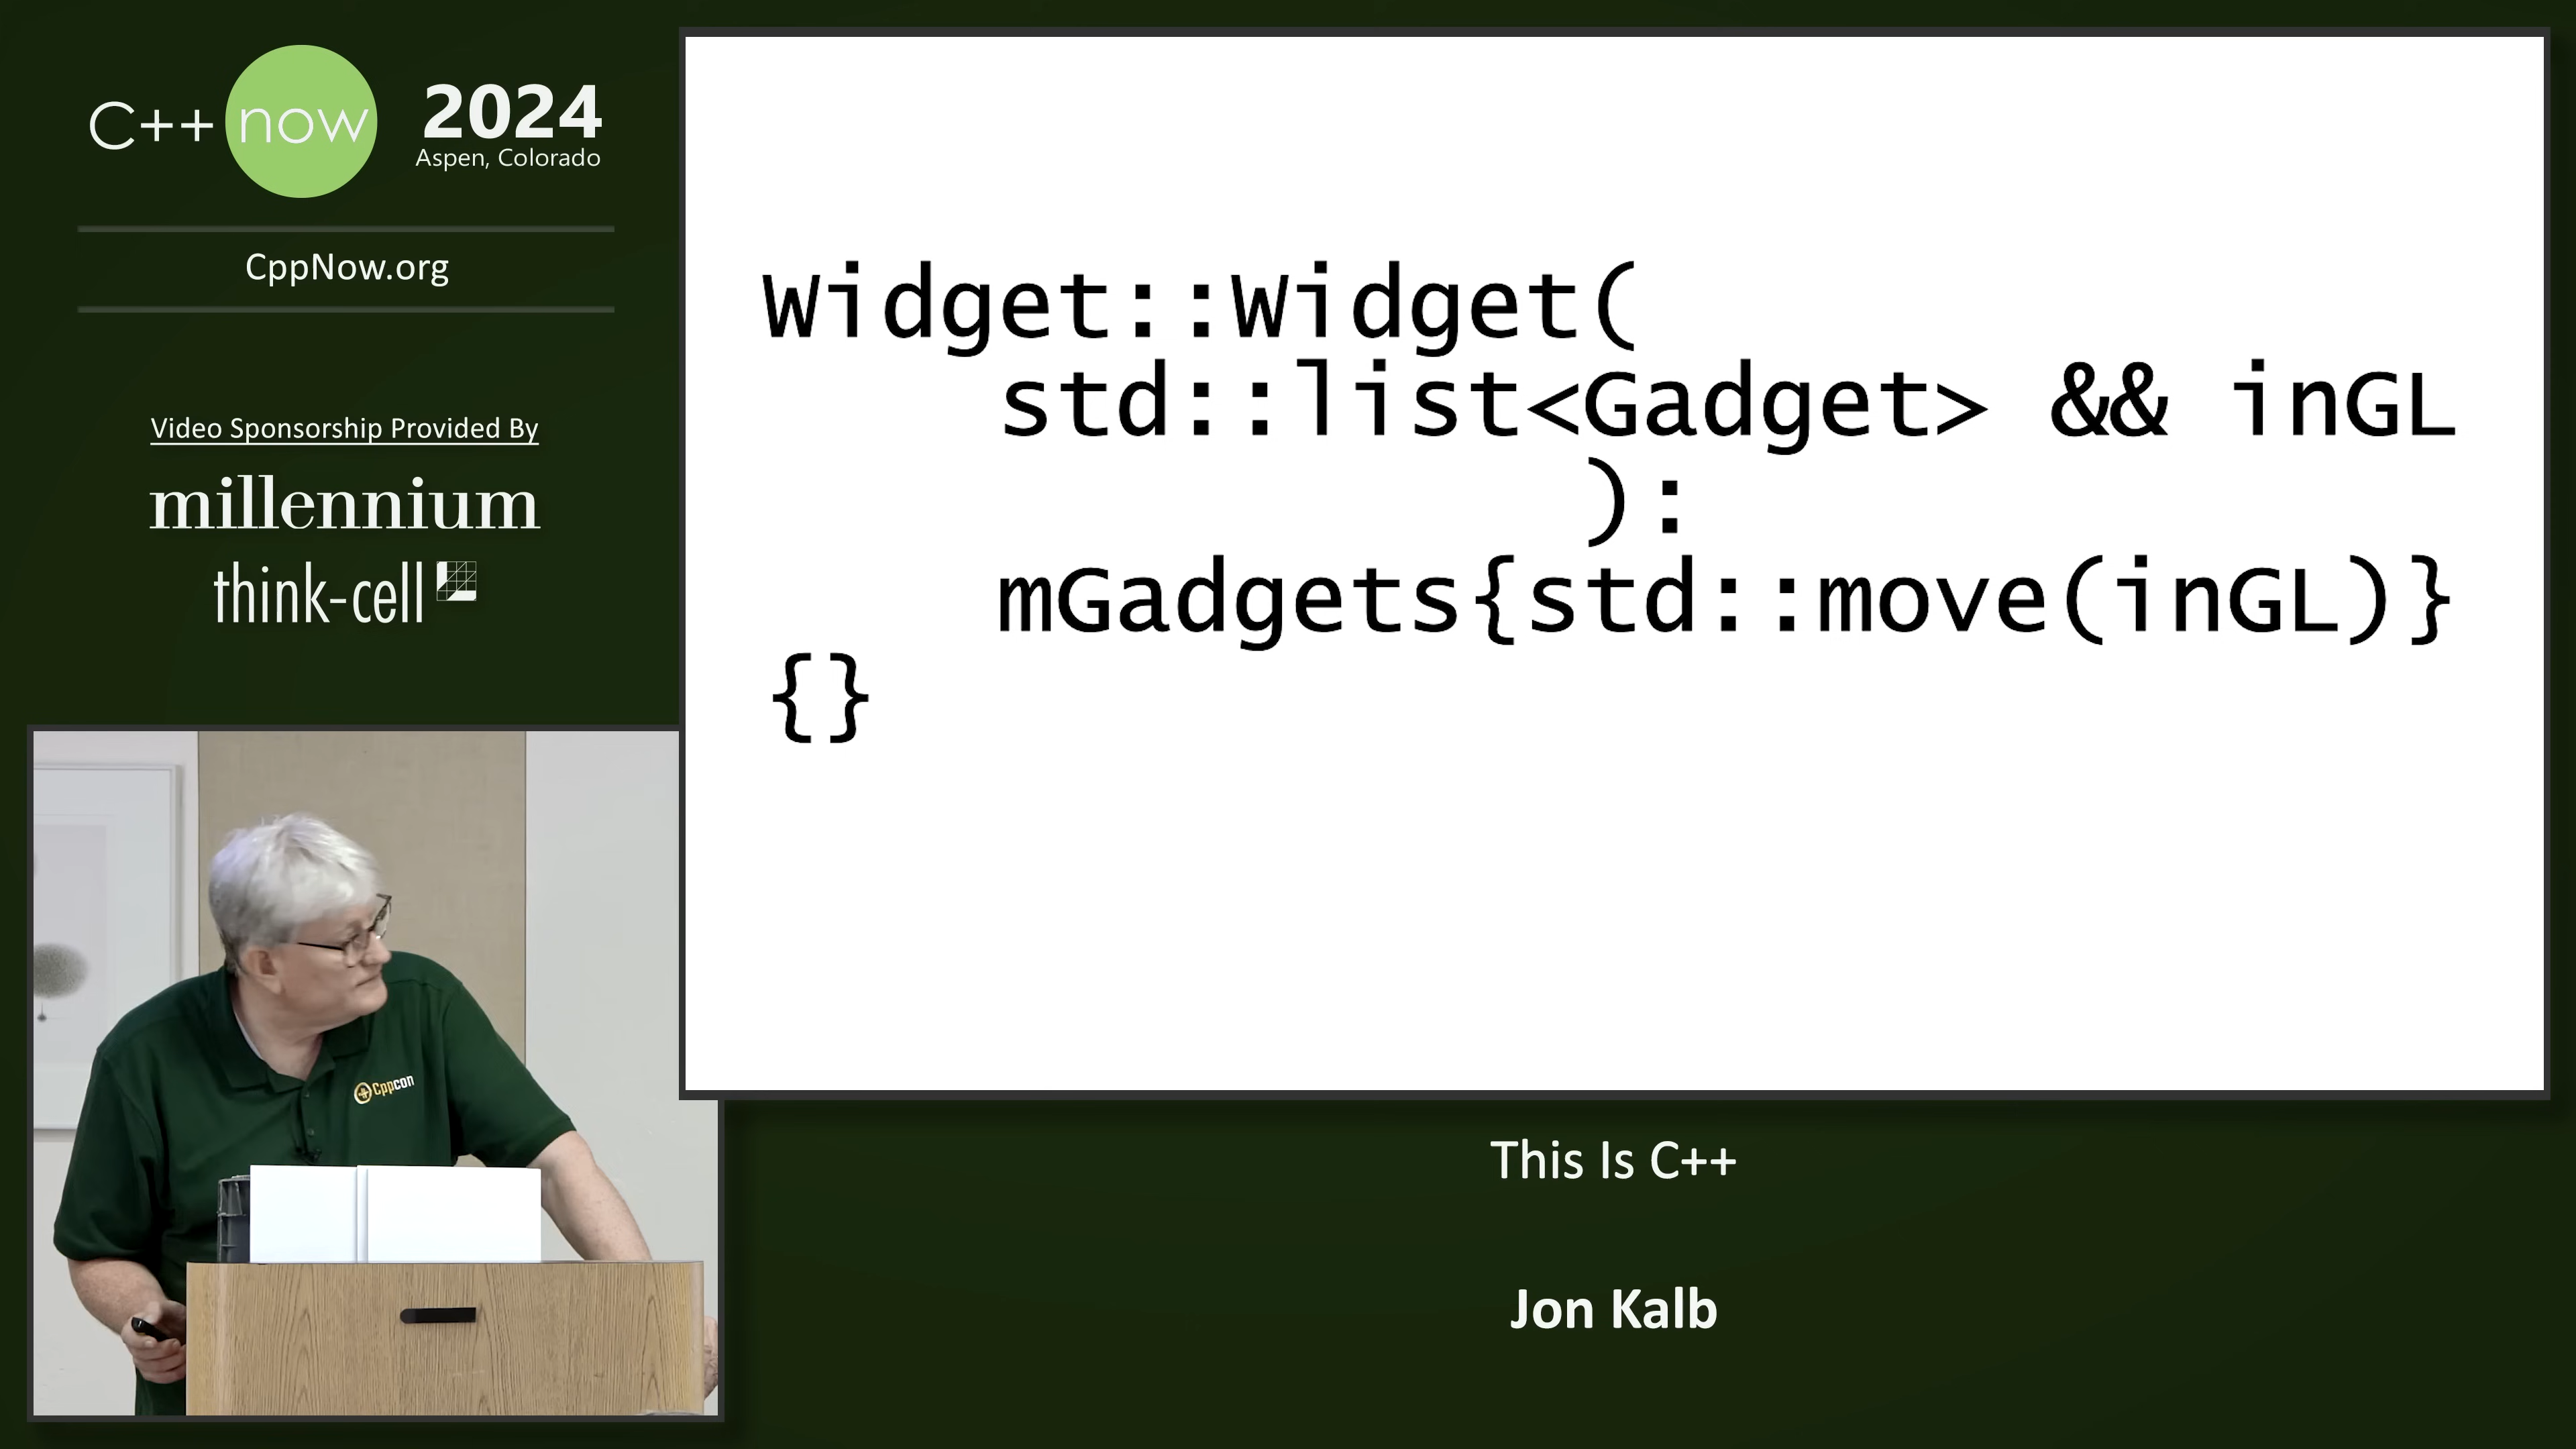 C++ now
2024
Aspen, Colorado
CppNow.org
Video Sponsorship Provided By
millennium
think-cell
Widget::Widget(
std::list<Gadget> && inGL
):
mGadgets{std::move(inGL)}
{}
Cppcon
This Is C++
Jon Kalb